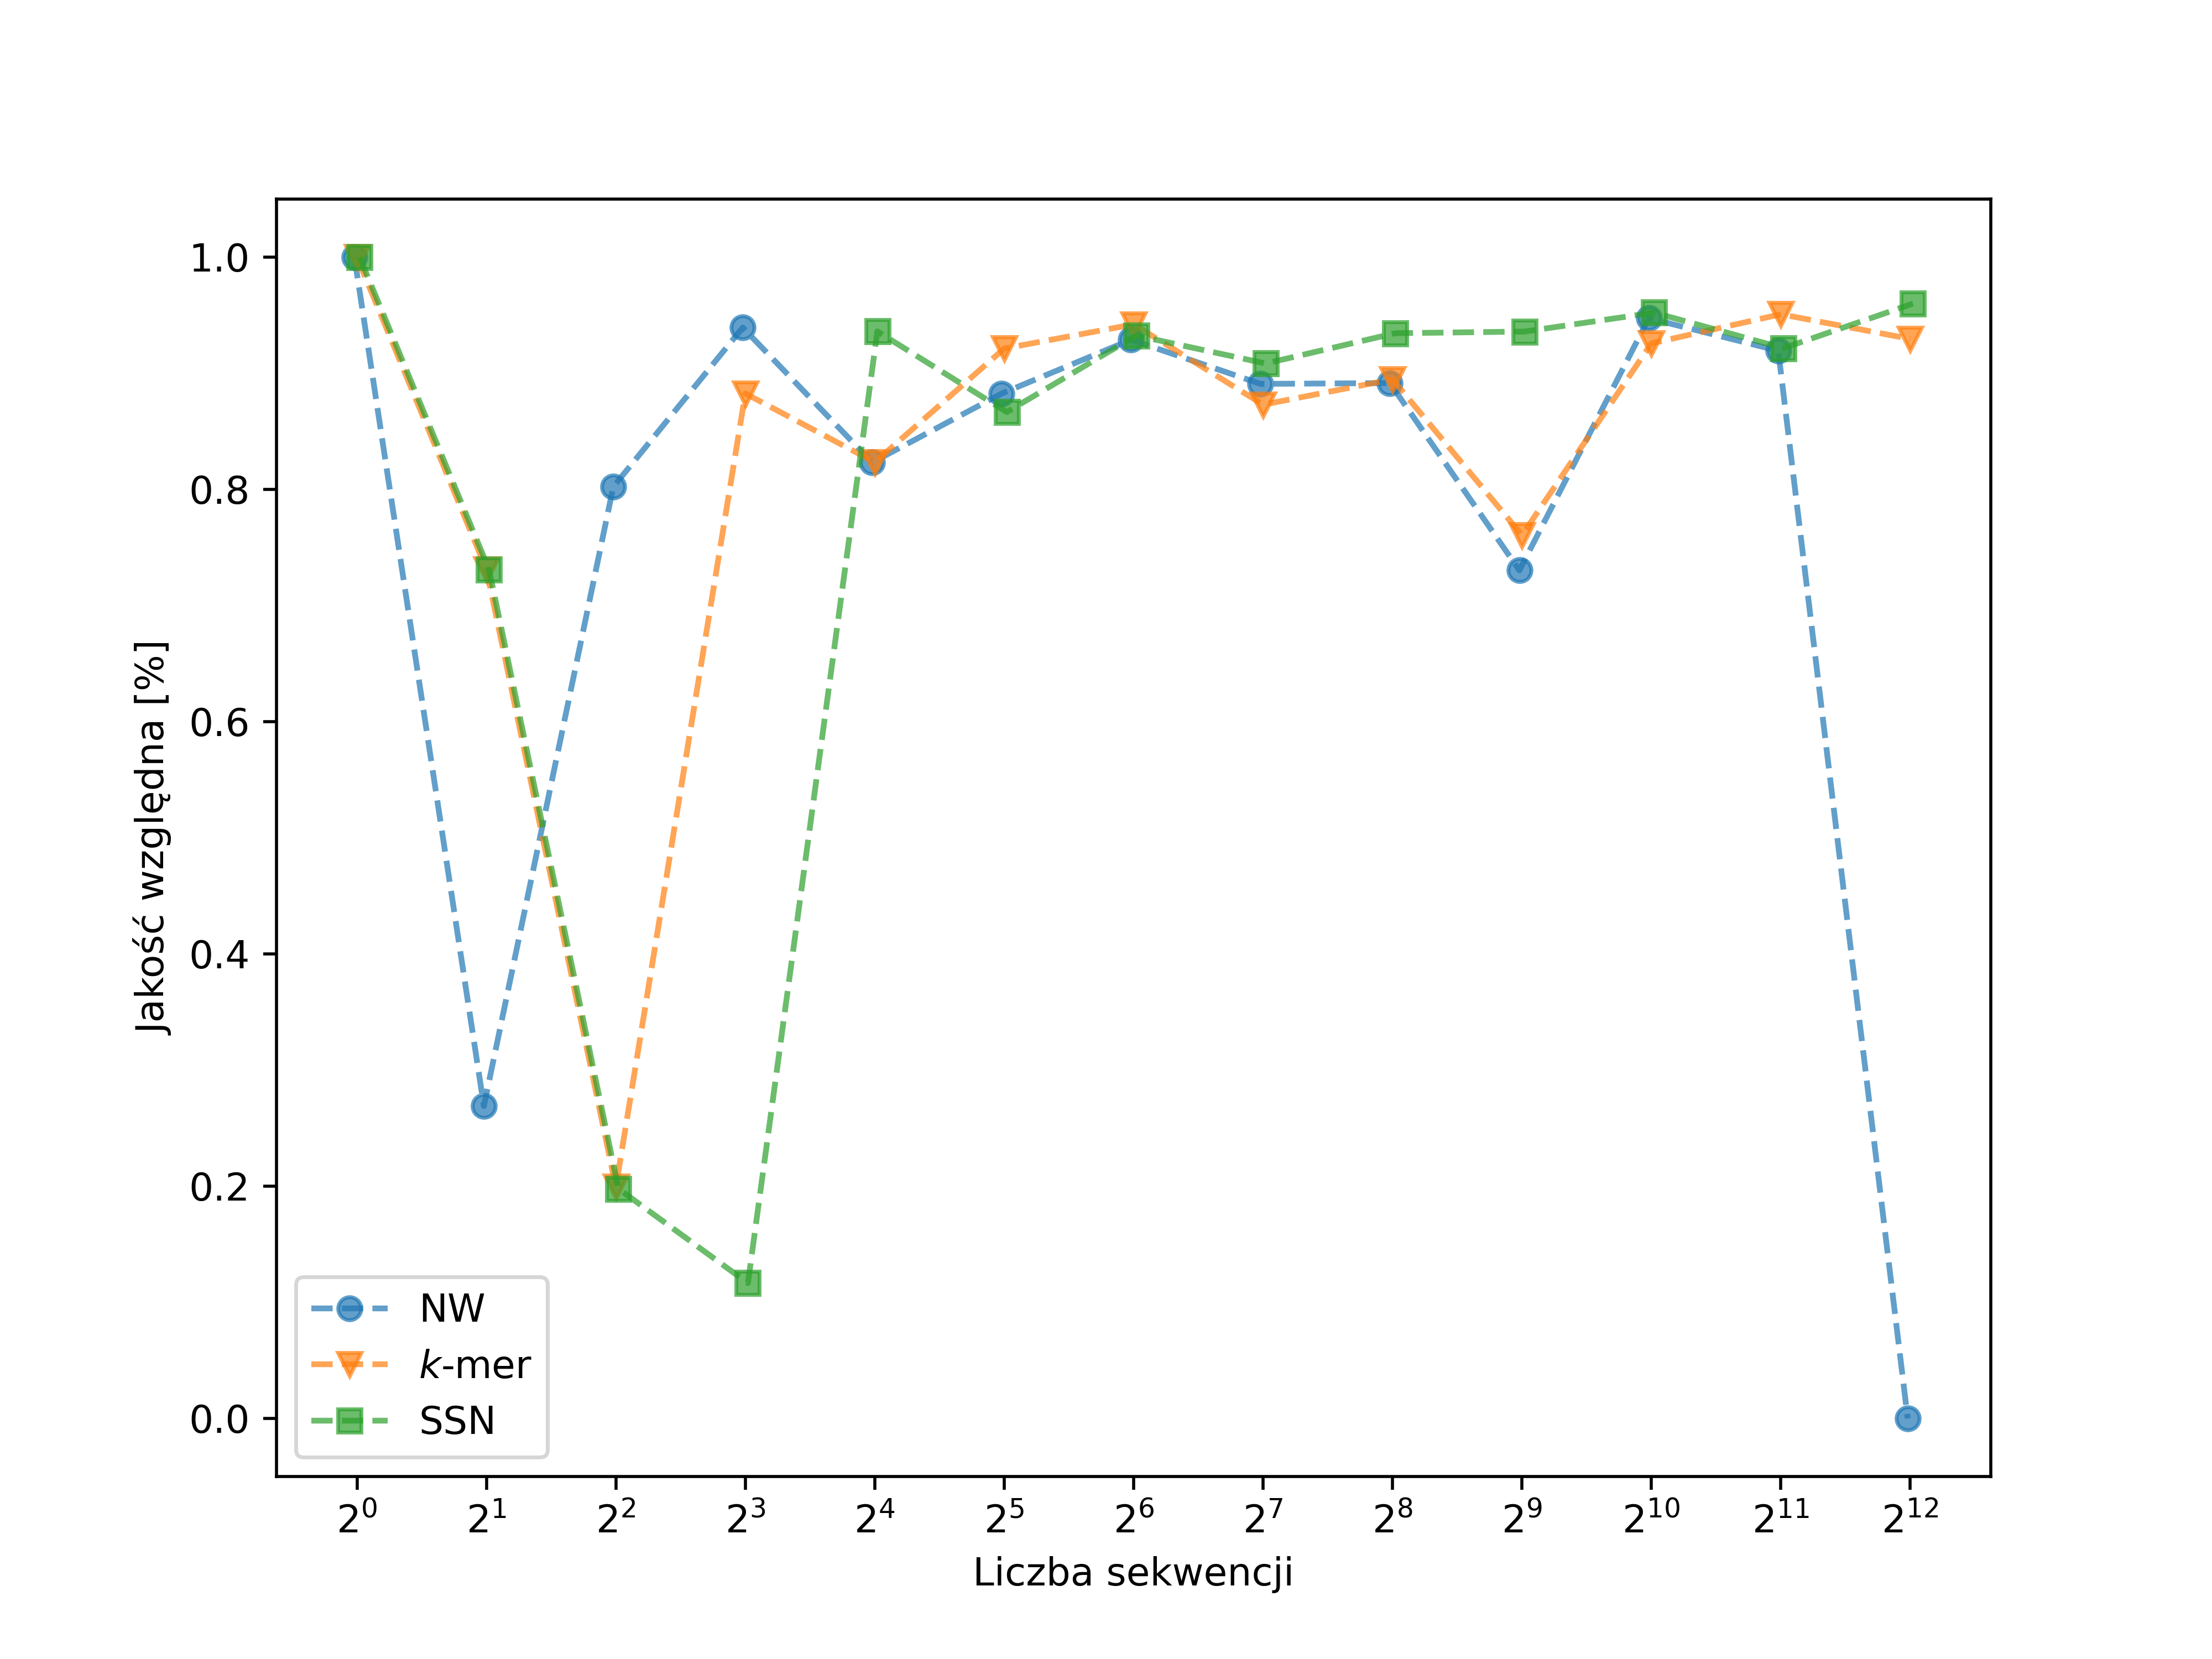 1.0
0.8
0.6
0.4
0.2
0.0
Jakość względna [%]
NW
k-mer
SSN
2⁰ 2¹ 2² 2³ 2⁴ 2⁵ 2⁶ 2⁷ 2⁸ 2⁹ 2¹⁰ 2¹¹ 2¹²
Liczba sekwencji